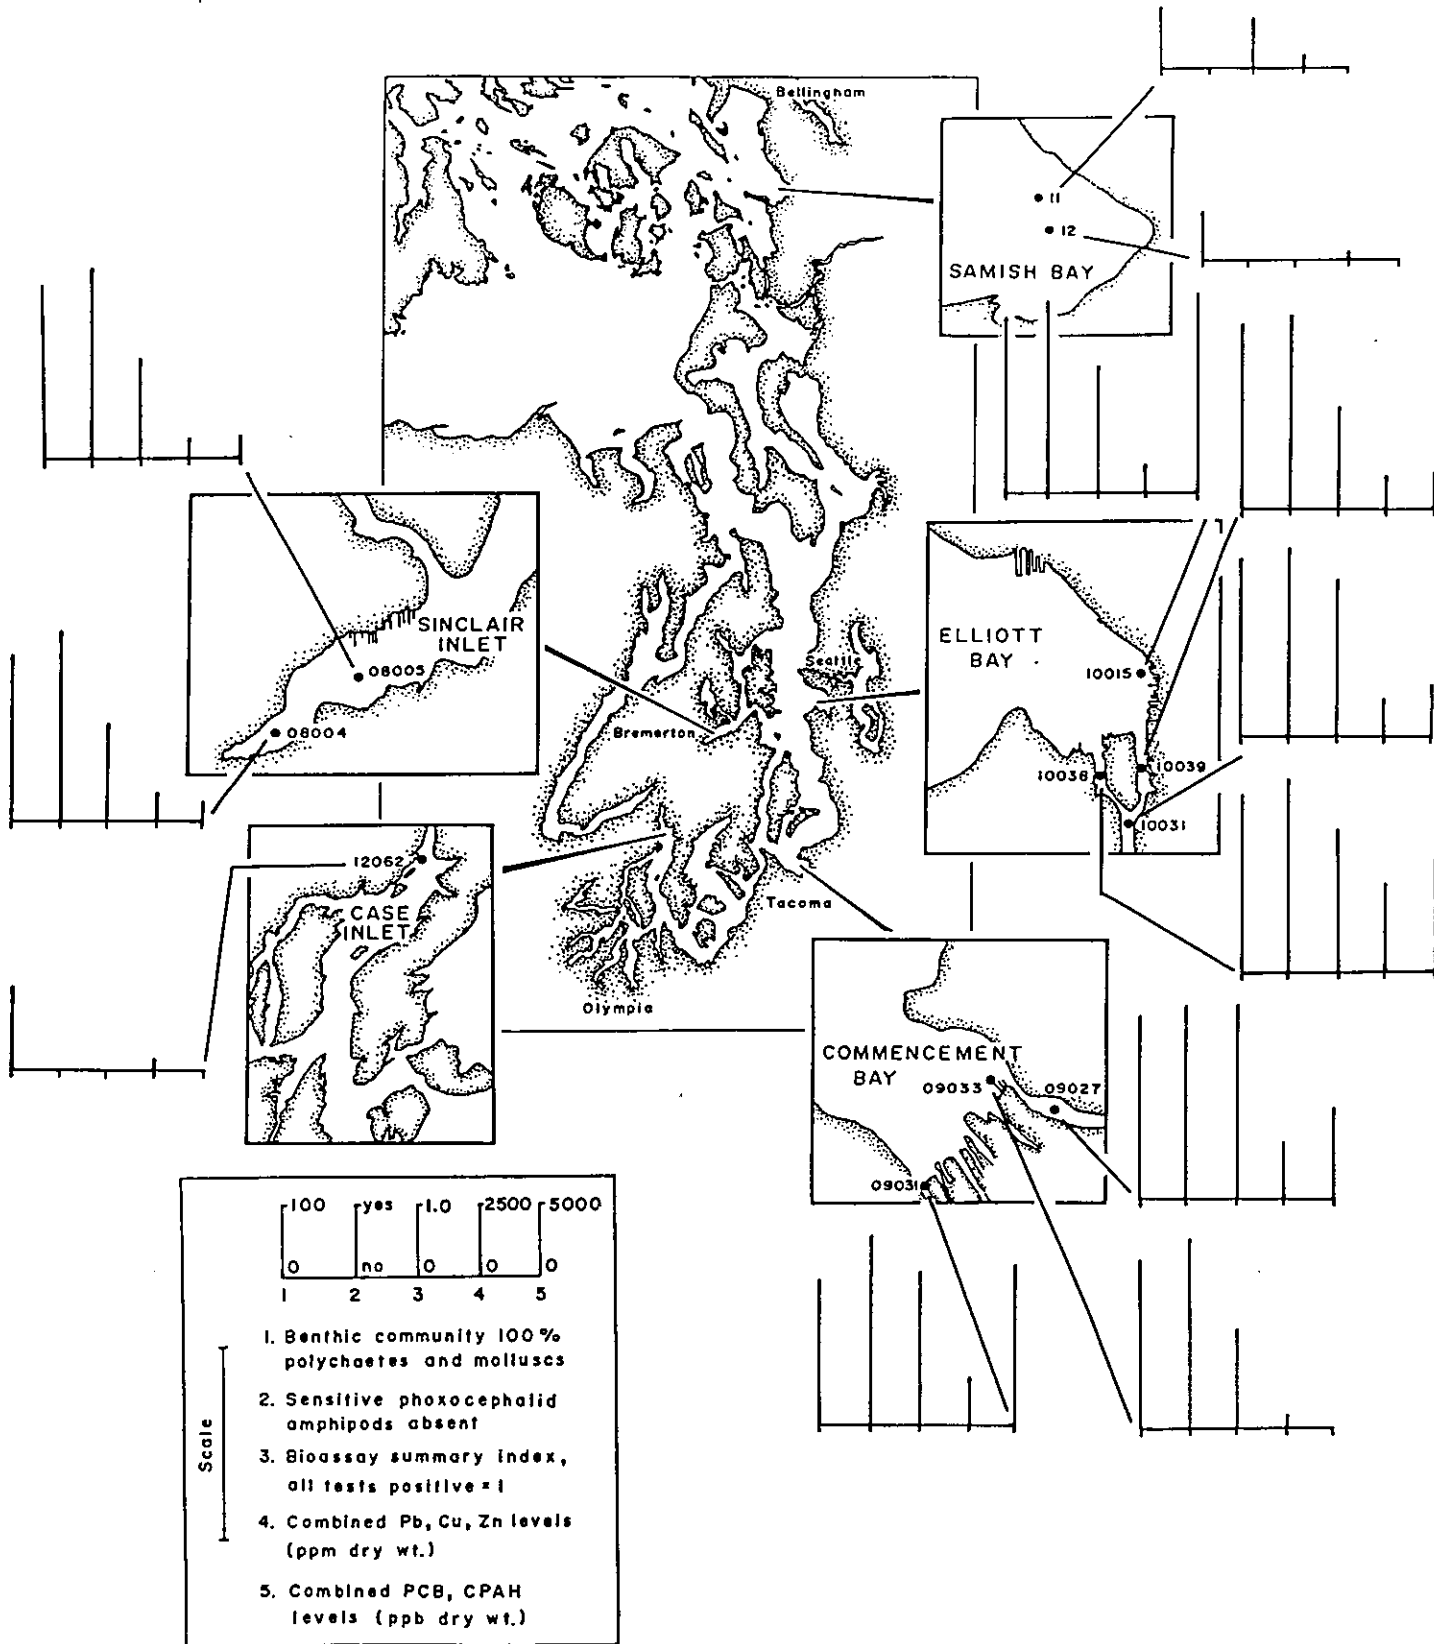 Bellingham
11
12
SAMISH BAY
SINCLAIR
INLET
08005
08004
Seattle
Bremerton
ELLIOTT
BAY
10015
10038
10039
10031
12062
CASE
INLET
Tacoma
Olympia
COMMENCEMENT
BAY
09033
09027
09031
100 yes 1.0 2500 5000
0 no 0 0 0
1 2 3 4 5
Scale
1. Benthic community 100%
polychaetes and molluscs
2. Sensitive phoxocephalid
amphipods absent
3. Bioassay summary index,
all tests positive = 1
4. Combined Pb, Cu, Zn levels
(ppm dry wt.)
5. Combined PCB, CPAH
levels (ppb dry wt.)